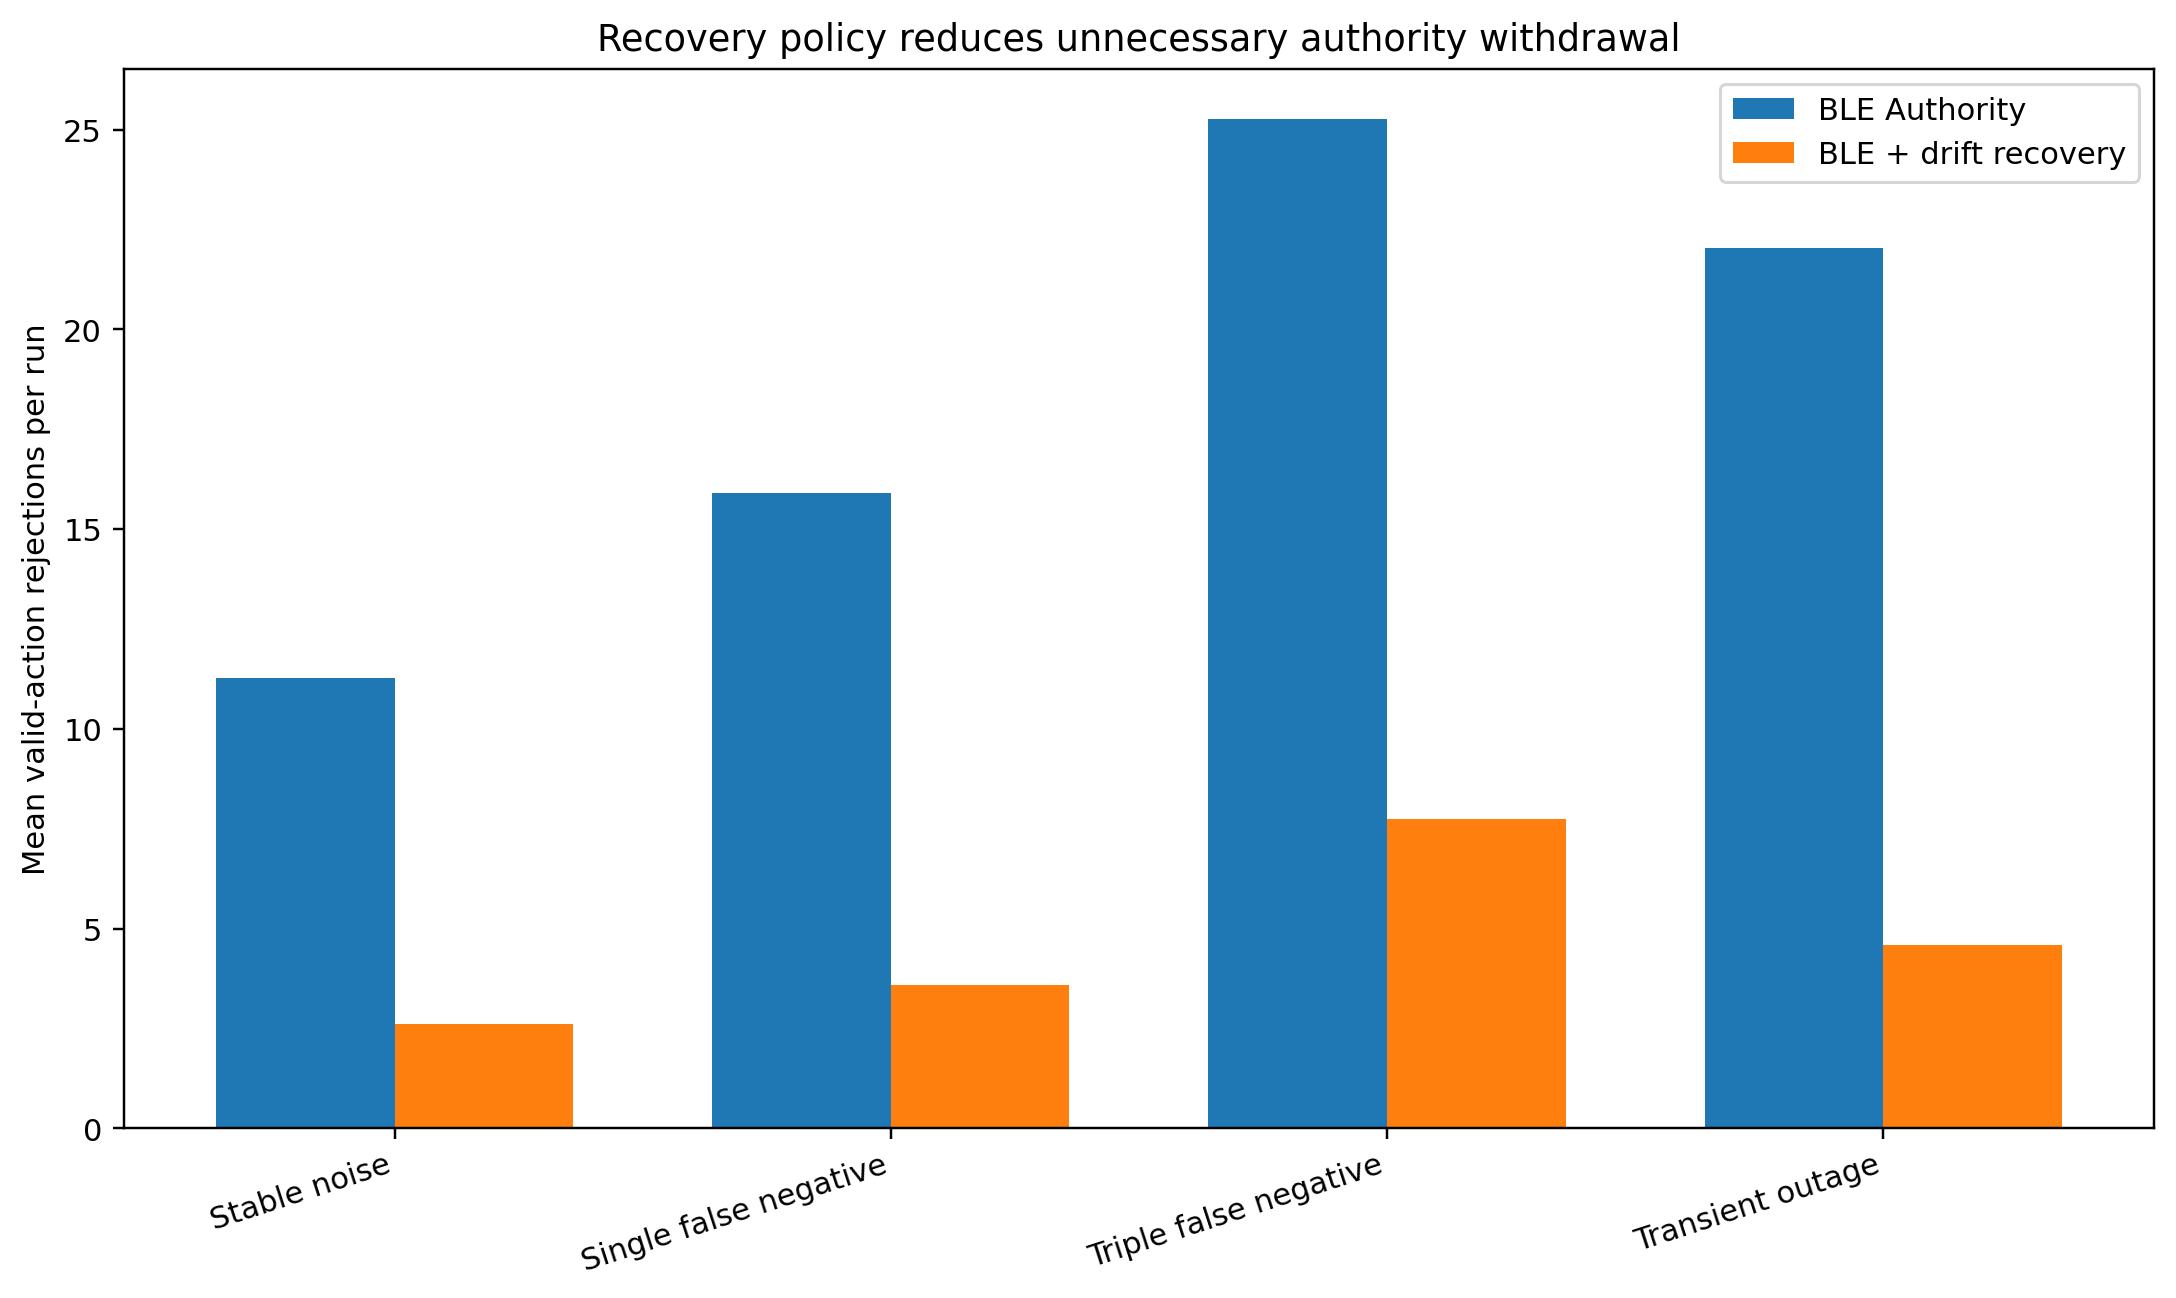 Recovery policy reduces unnecessary authority withdrawal
BLE Authority
BLE + drift recovery
Mean valid-action rejections per run
25
20
15
10
5
0
Stable noise
Single false negative
Triple false negative
Transient outage